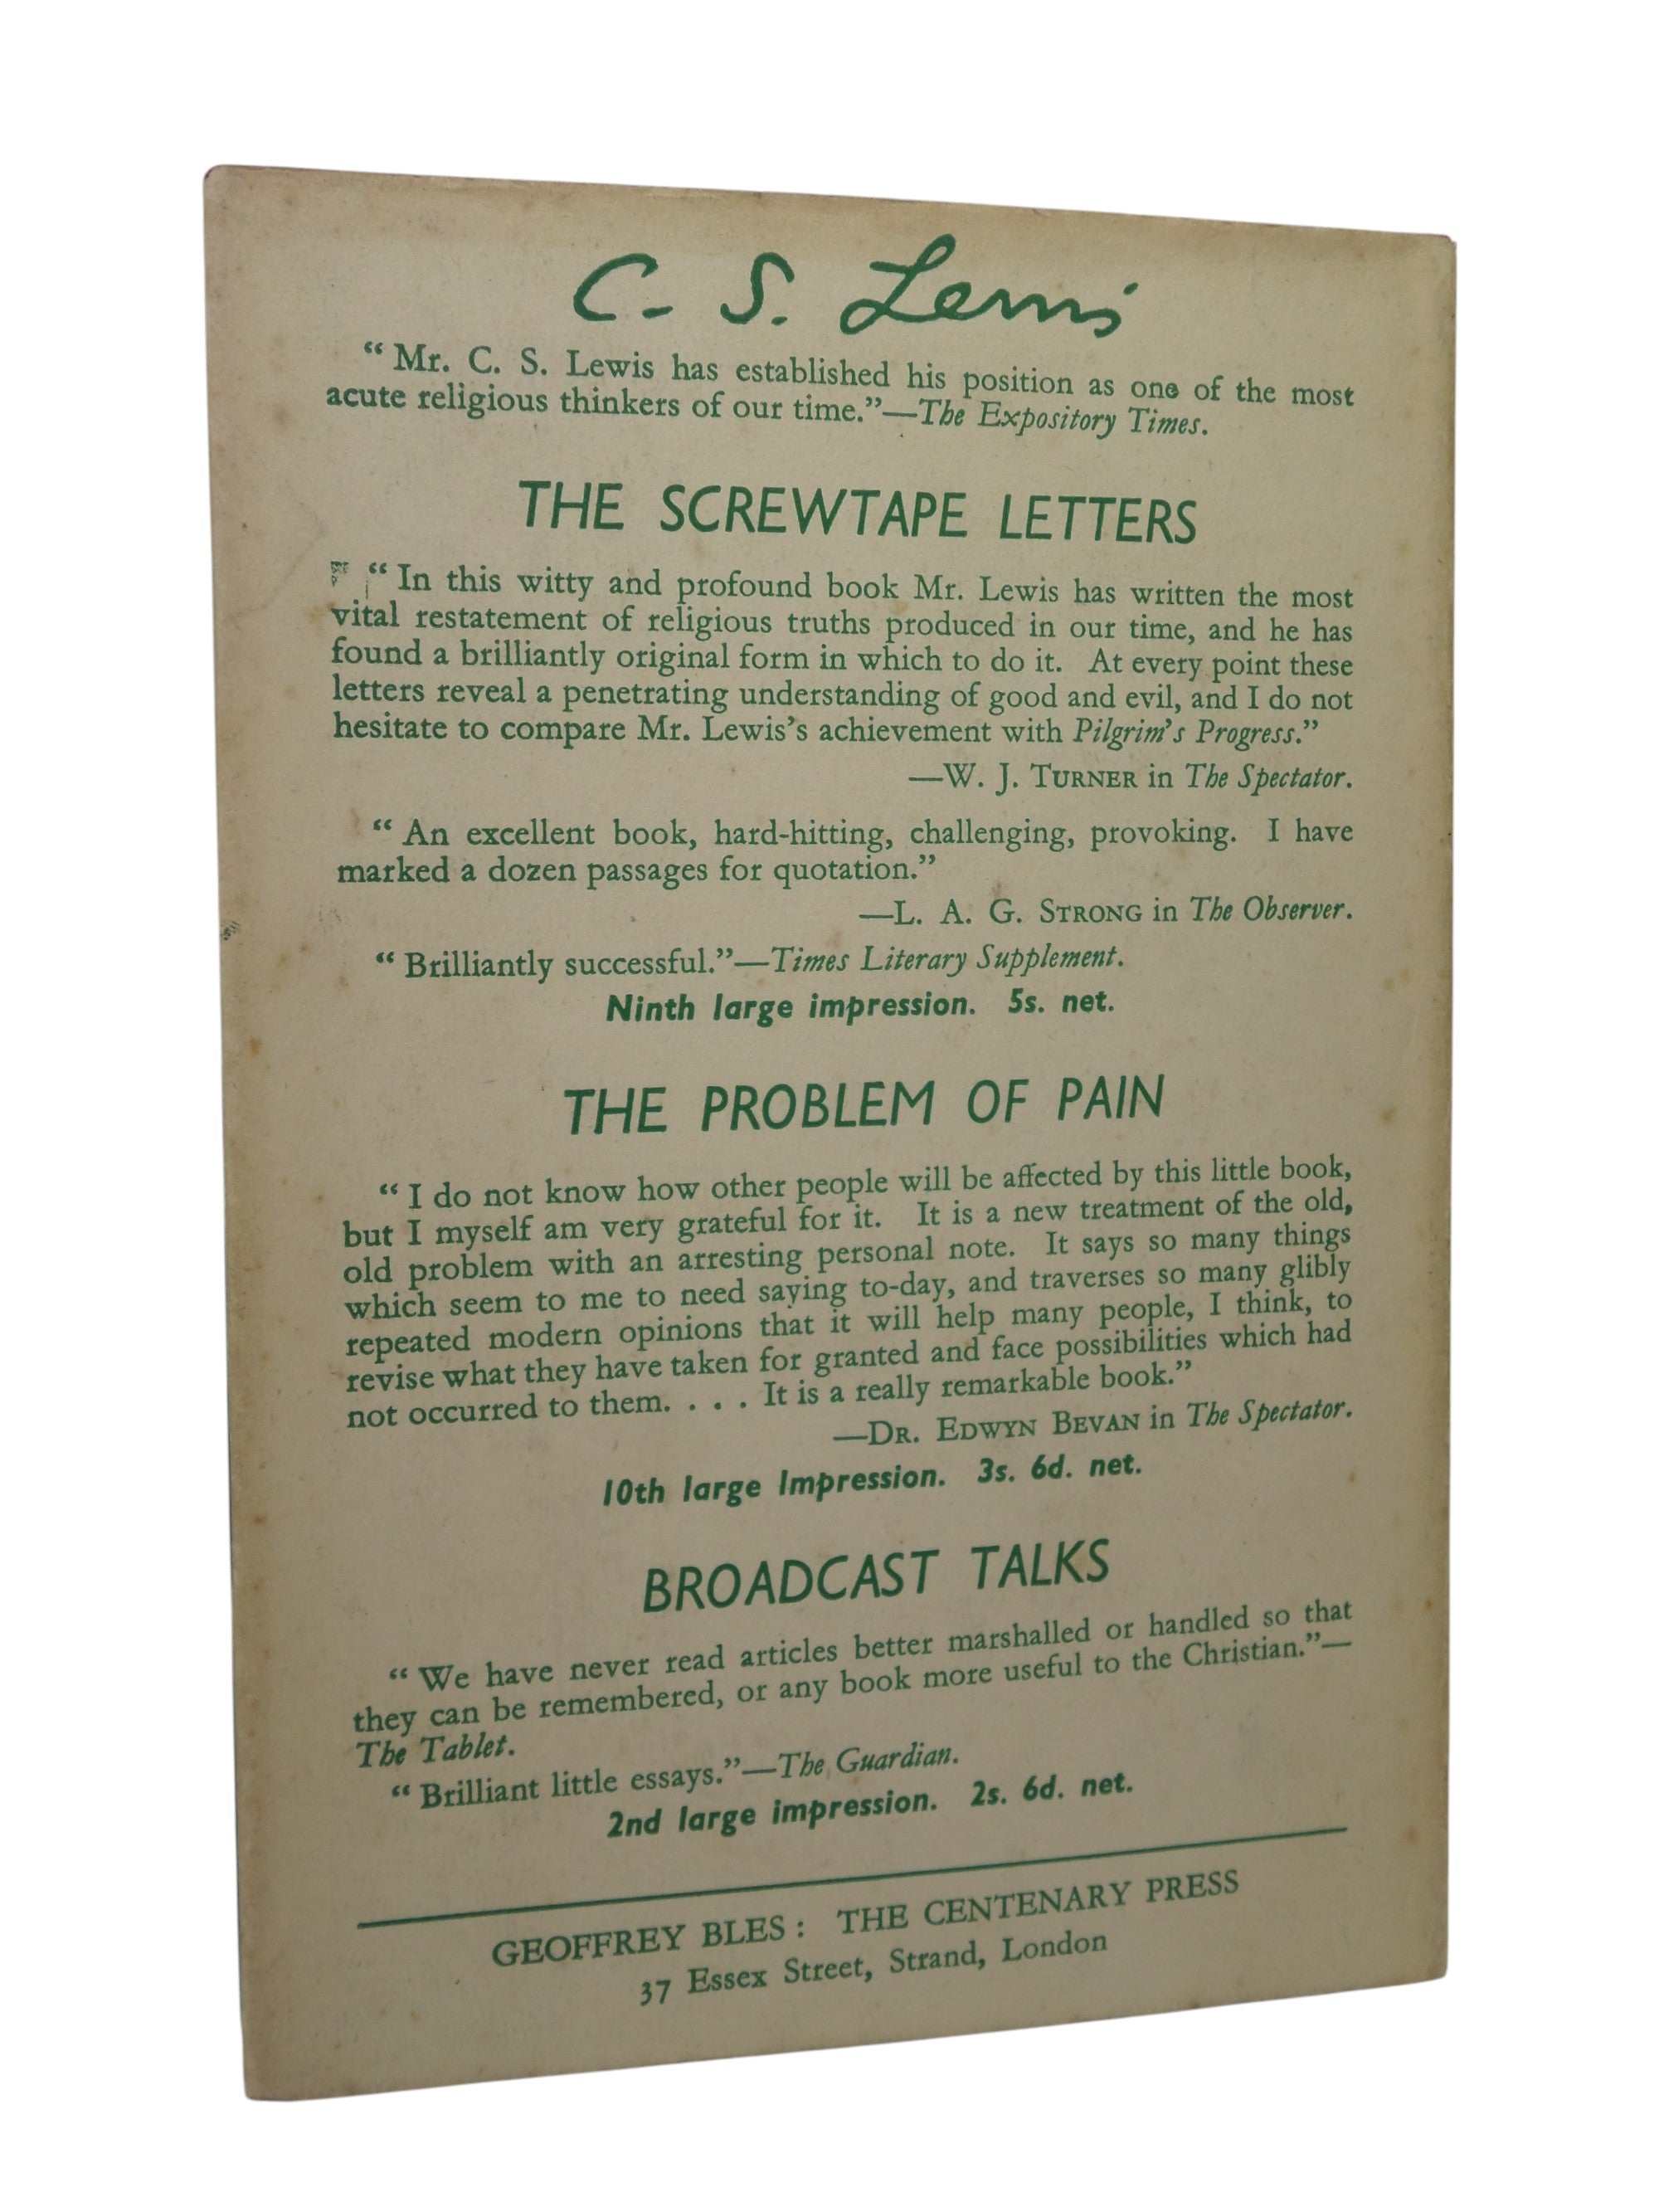 C. S. Lewis
“ Mr. C. S. Lewis has established his position as one of the most
acute religious thinkers of our time.”—The Expository Times.
THE SCREWTAPE LETTERS
“ In this witty and profound book Mr. Lewis has written the most
vital restatement of religious truths produced in our time, and he has
found a brilliantly original form in which to do it. At every point these
letters reveal a penetrating understanding of good and evil, and I do not
hesitate to compare Mr. Lewis’s achievement with Pilgrim’s Progress.”
—W. J. TURNER in The Spectator.
“ An excellent book, hard-hitting, challenging, provoking. I have
marked a dozen passages for quotation.”
—L. A. G. STRONG in The Observer.
“ Brilliantly successful.”—Times Literary Supplement.
Ninth large impression. 5s. net.
THE PROBLEM OF PAIN
“ I do not know how other people will be affected by this little book,
but I myself am very grateful for it. It is a new treatment of the old,
old problem with an arresting personal note. It says so many things
which seem to me to need saying to-day, and traverses so many glibly
repeated modern opinions that it will help many people, I think, to
revise what they have taken for granted and face possibilities which had
not occurred to them. . . . It is a really remarkable book.”
—DR. EDWYN BEVAN in The Spectator.
10th large Impression. 3s. 6d. net.
BROADCAST TALKS
“ We have never read articles better marshalled or handled so that
they can be remembered, or any book more useful to the Christian.”—
The Tablet.
“ Brilliant little essays.”—The Guardian.
2nd large impression. 2s. 6d. net.
GEOFFREY BLES : THE CENTENARY PRESS
37 Essex Street, Strand, London